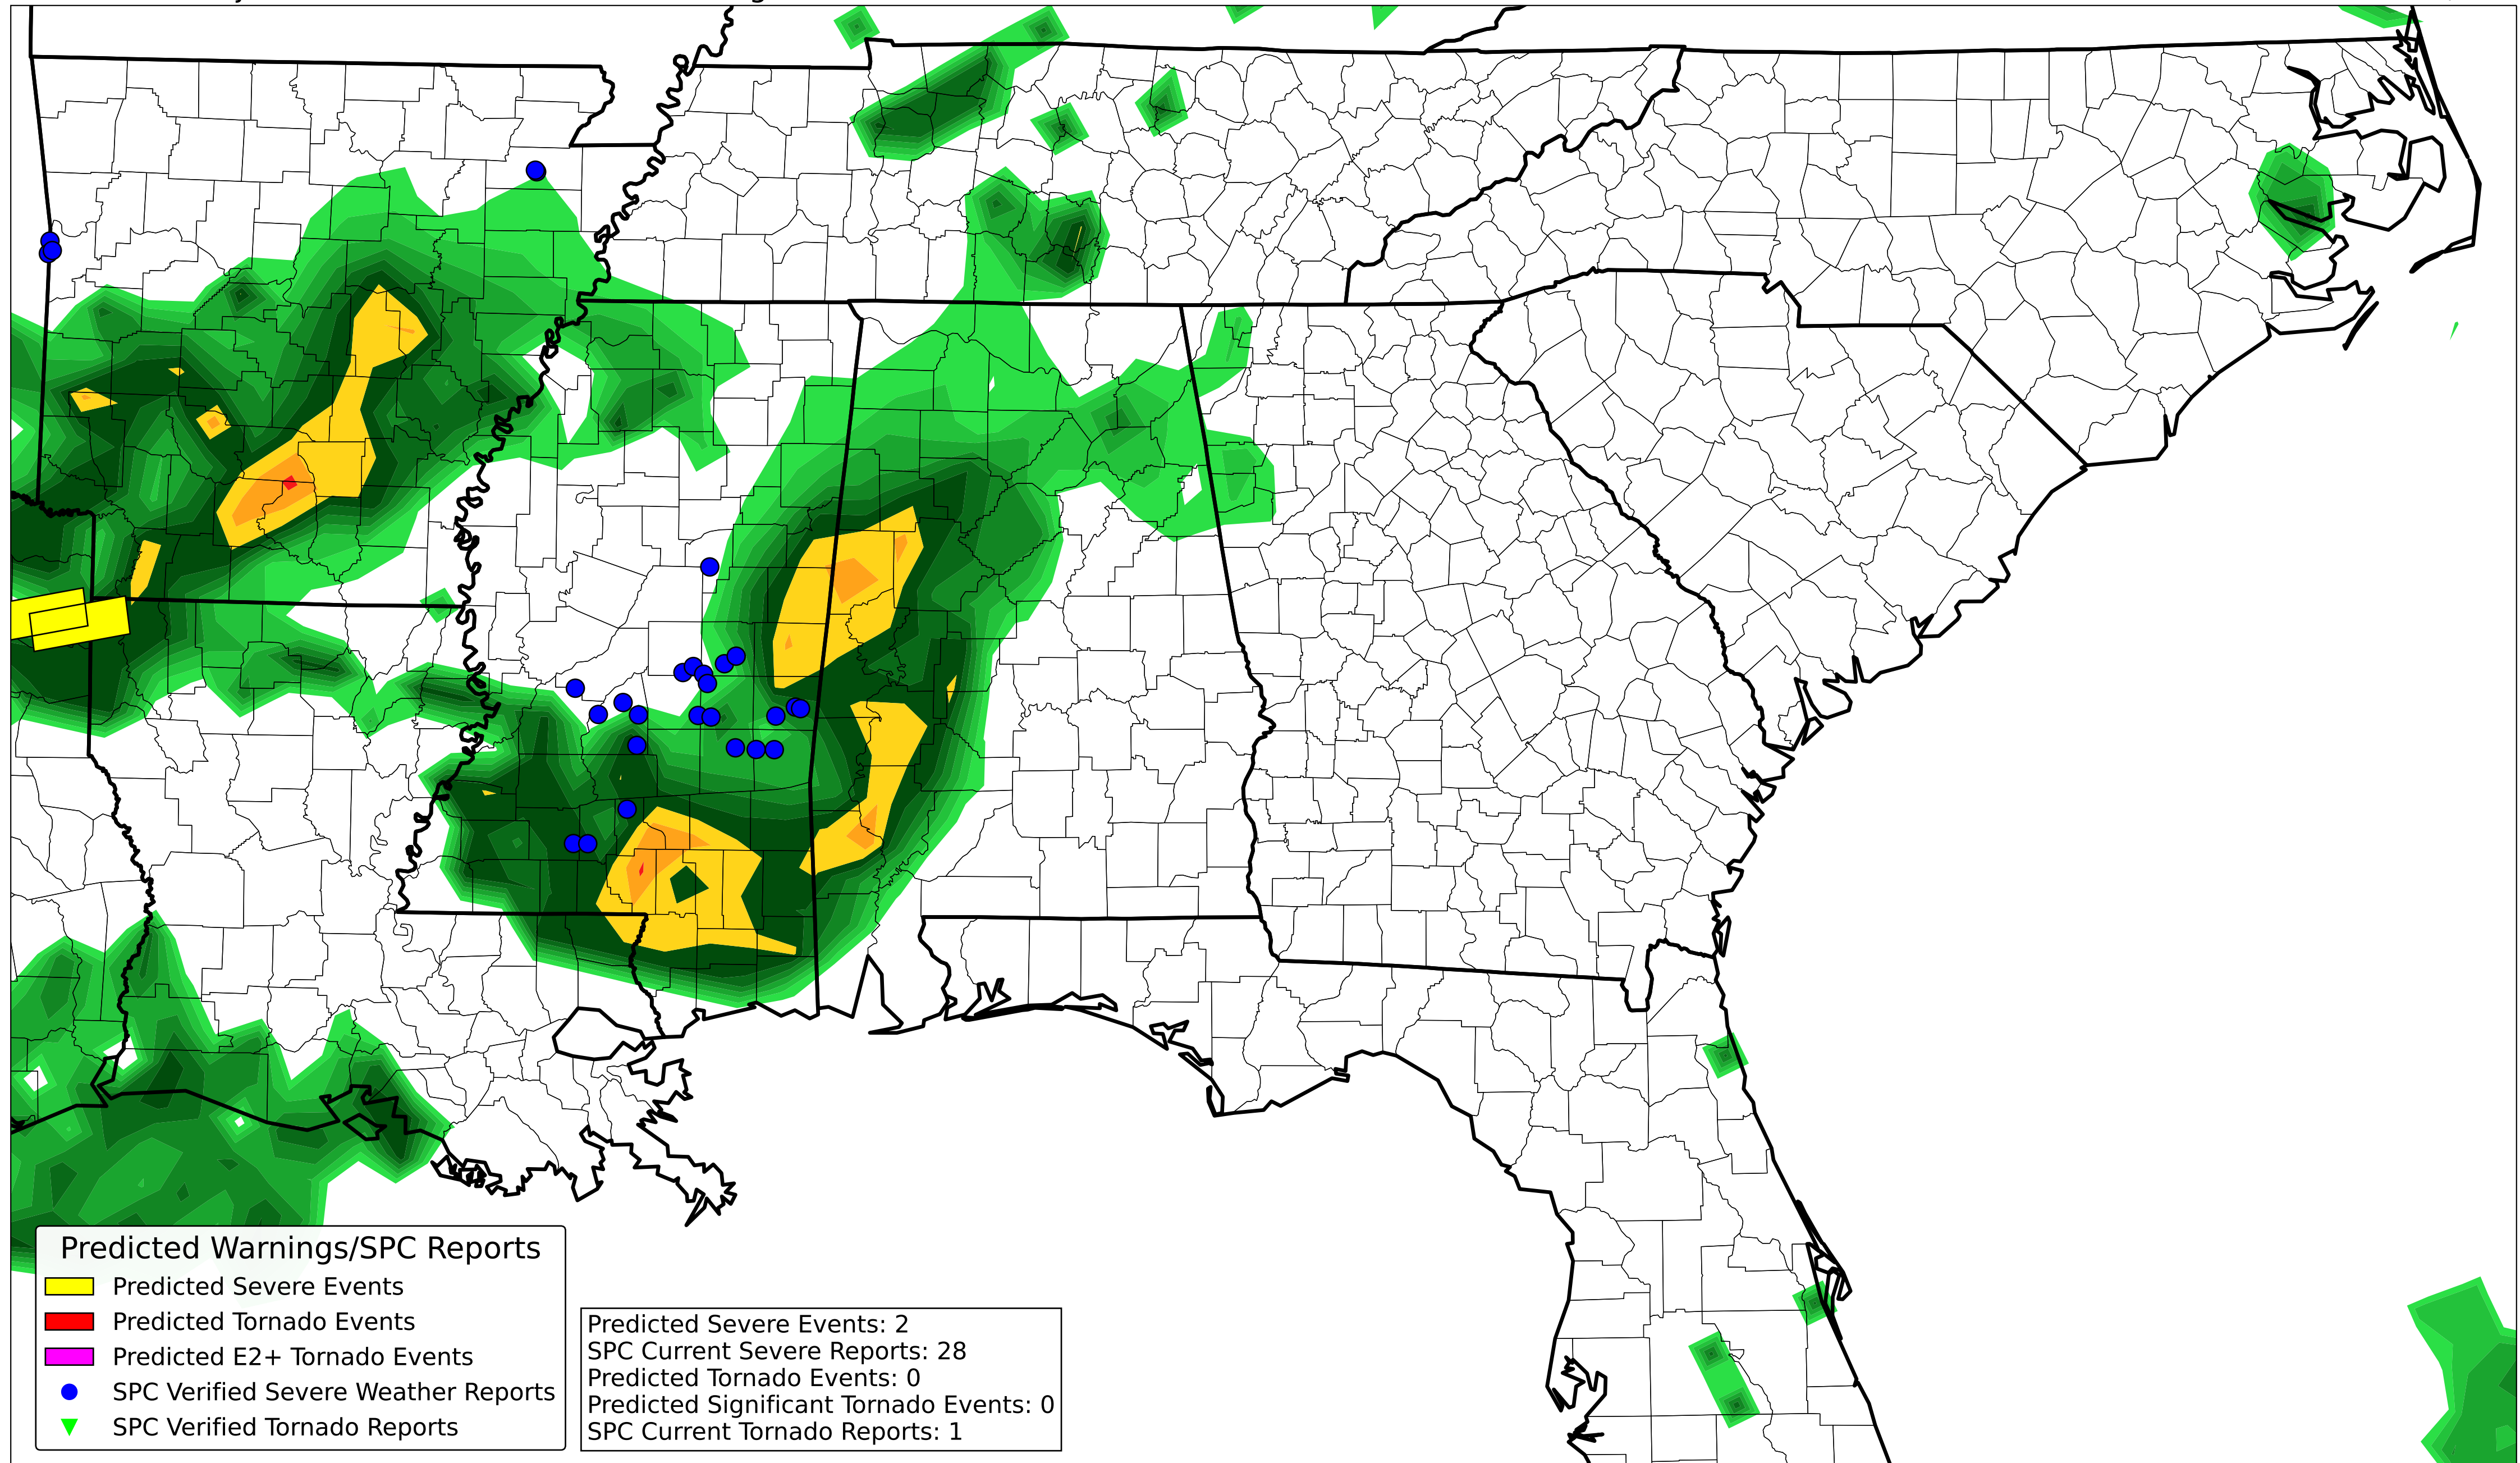 Predicted Warnings/SPC Reports
Predicted Severe Events
Predicted Tornado Events
Predicted E2+ Tornado Events
SPC Verified Severe Weather Reports
SPC Verified Tornado Reports
Predicted Severe Events: 2
SPC Current Severe Reports: 28
Predicted Tornado Events: 0
Predicted Significant Tornado Events: 0
SPC Current Tornado Reports: 1